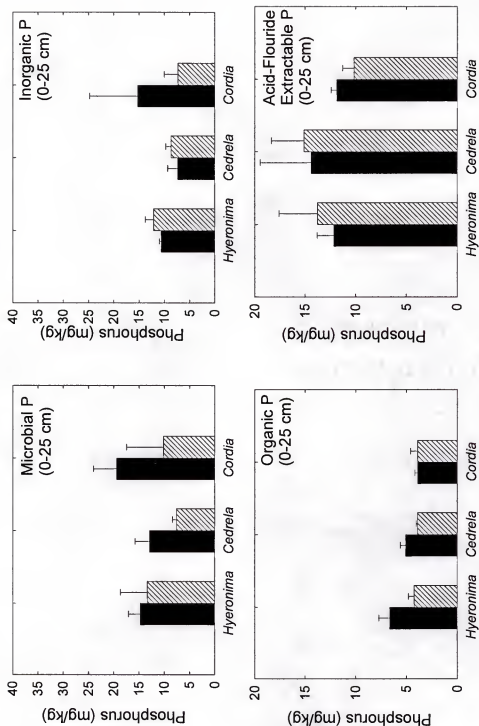 Microbial P
(0-25 cm)
Phosphorus (mg/kg)
40
35
30
25
20
15
10
5
0
Hyeronima Cedrela Cordia
Inorganic P
(0-25 cm)
Phosphorus (mg/kg)
40
35
30
25
20
15
10
5
0
Hyeronima Cedrela Cordia
Organic P
(0-25 cm)
Phosphorus (mg/kg)
20
15
10
5
0
Hyeronima Cedrela Cordia
Acid-Flouride
Extractable P
(0-25 cm)
Phosphorus (mg/kg)
20
15
10
5
0
Hyeronima Cedrela Cordia